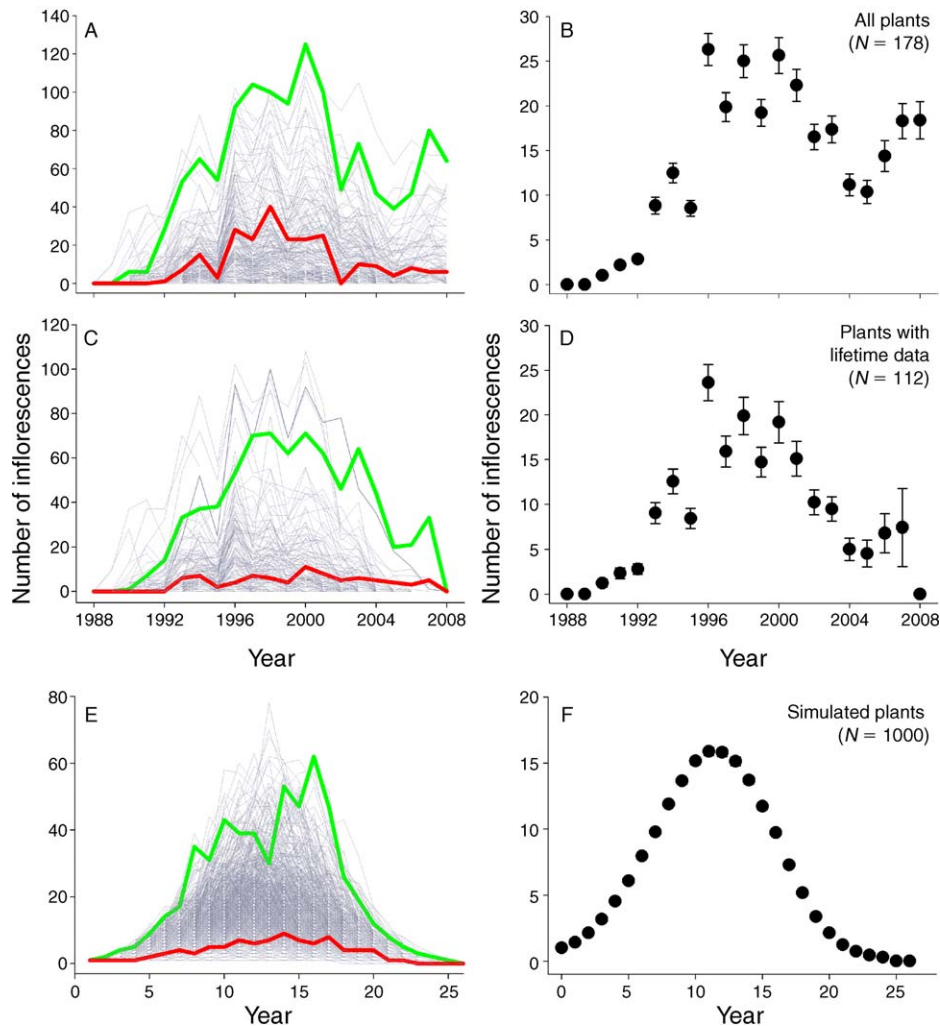 A
140
120
100
80
60
40
20
0
B
All plants
(N = 178)
30
25
20
15
10
5
0
C
120
100
80
60
40
20
0
1988 1992 1996 2000 2004 2008
Year
D
Plants with
lifetime data
(N = 112)
30
25
20
15
10
5
0
1988 1992 1996 2000 2004 2008
Year
Number of inflorescences
Number of inflorescences
E
80
60
40
20
0
0 5 10 15 20 25
Year
F
Simulated plants
(N = 1000)
20
15
10
5
0
0 5 10 15 20 25
Year